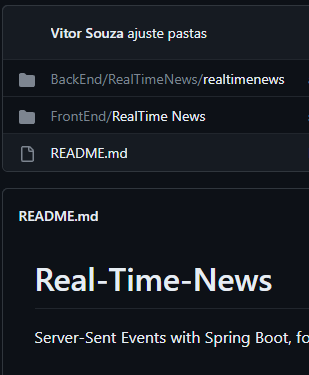 Vitor Souza ajuste pastas
BackEnd/RealTimeNews/realtimenews
FrontEnd/RealTime News
README.md
README.md
Real-Time-News
Server-Sent Events with Spring Boot,